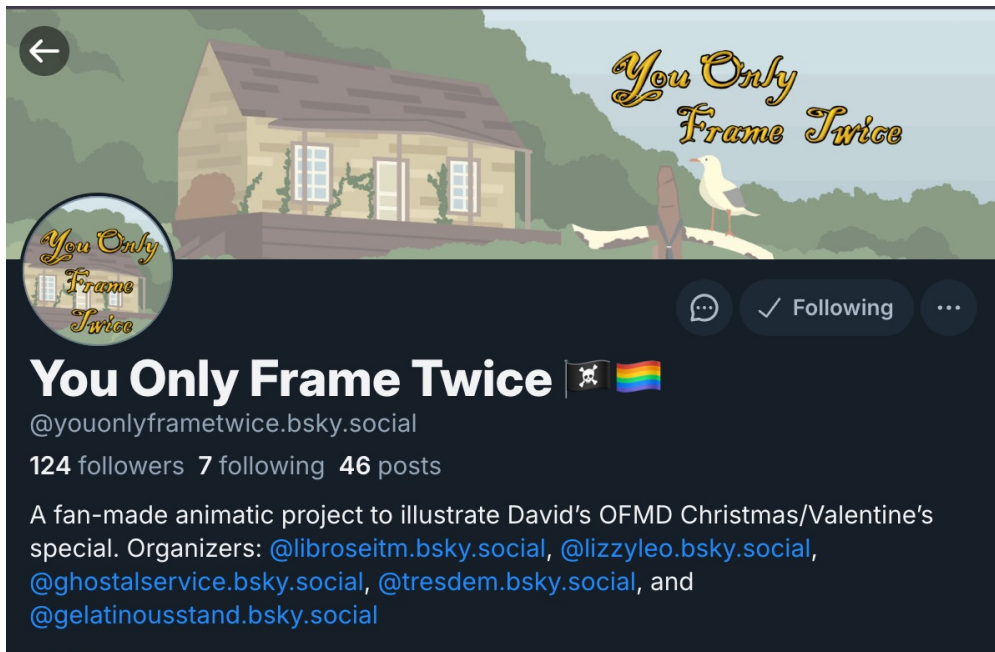 You Only
Frame Twice
You Only
Frame
Twice
Following
You Only Frame Twice 🏴‍☠️🏳️‍🌈
@youonlyframetwice.bsky.social
124 followers 7 following 46 posts
A fan-made animatic project to illustrate David’s OFMD Christmas/Valentine’s
special. Organizers: @libroseitm.bsky.social, @lizzyleo.bsky.social,
@ghostalservice.bsky.social, @tresdem.bsky.social, and
@gelatinousstand.bsky.social